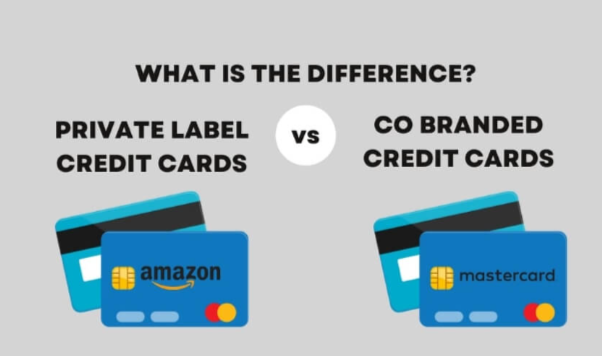 WHAT IS THE DIFFERENCE?
PRIVATE LABEL
CREDIT CARDS
vs
CO BRANDED
CREDIT CARDS
amazon
mastercard